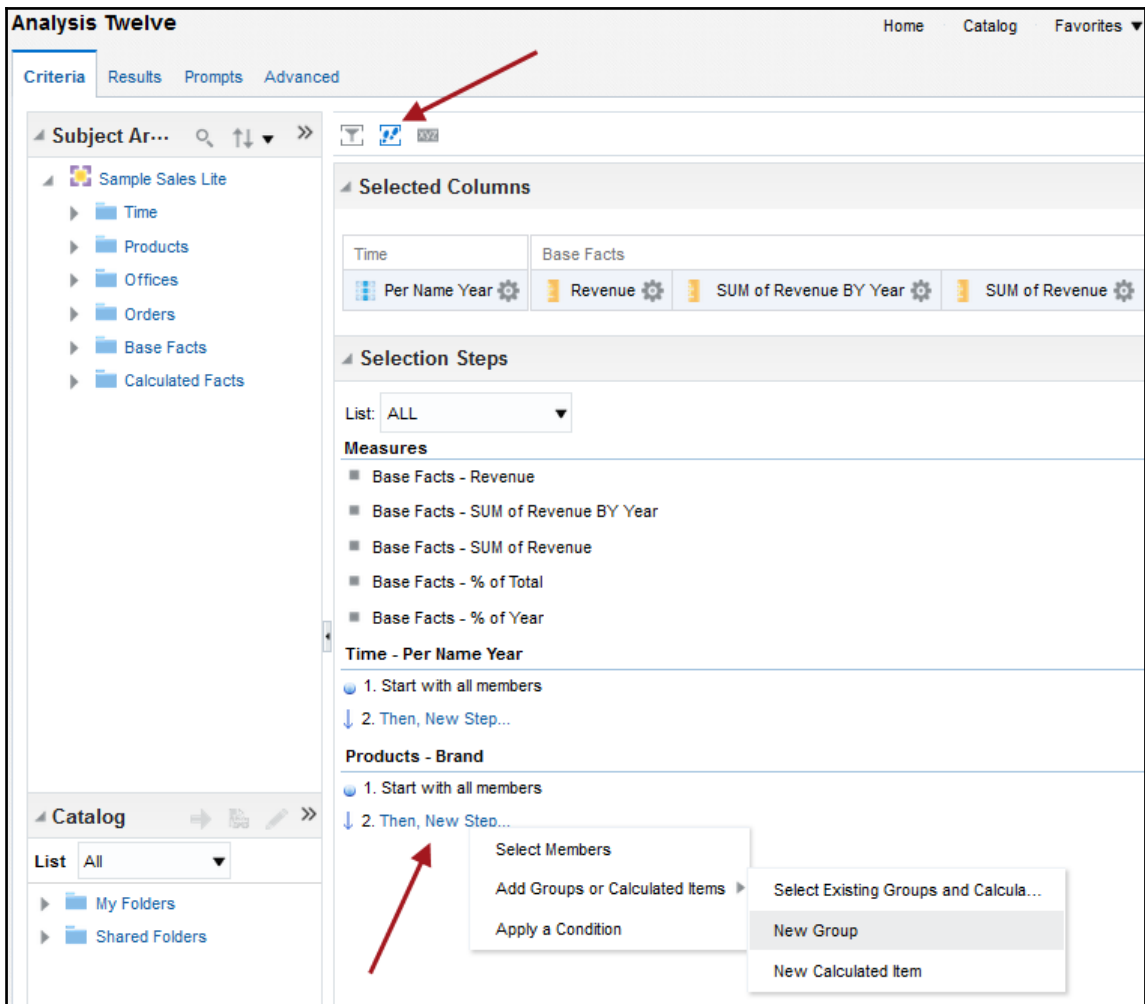 Analysis Twelve
Home Catalog Favorites
Criteria Results Prompts Advanced
Subject Ar...
Sample Sales Lite
Time
Products
Offices
Orders
Base Facts
Calculated Facts
Catalog
List All
My Folders
Shared Folders
XYZ
Selected Columns
Time Base Facts
Per Name Year Revenue SUM of Revenue BY Year SUM of Revenue
Selection Steps
List: ALL
Measures
Base Facts - Revenue
Base Facts - SUM of Revenue BY Year
Base Facts - SUM of Revenue
Base Facts - % of Total
Base Facts - % of Year
Time - Per Name Year
1. Start with all members
2. Then, New Step...
Products - Brand
1. Start with all members
2. Then, New Step...
Select Members
Add Groups or Calculated Items
Apply a Condition
Select Existing Groups and Calcula...
New Group
New Calculated Item